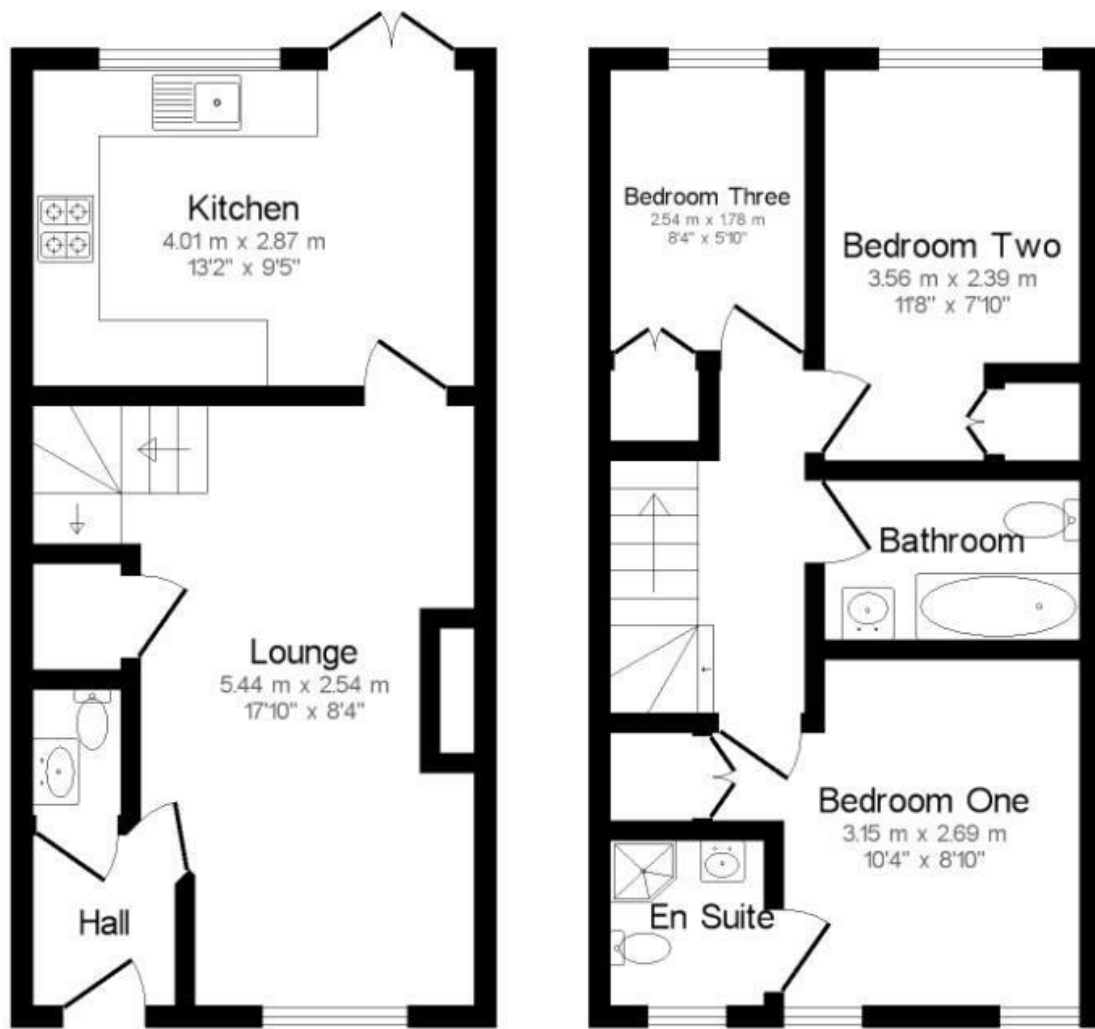 Kitchen
4.01 m x 2.87 m
13'2" x 9'5"
Lounge
5.44 m x 2.54 m
17'10" x 8'4"
Hall
Bedroom Three
2.54 m x 1.78 m
8'4" x 5'10"
Bedroom Two
3.56 m x 2.39 m
11'8" x 7'10"
Bathroom
Bedroom One
3.15 m x 2.69 m
10'4" x 8'10"
En Suite